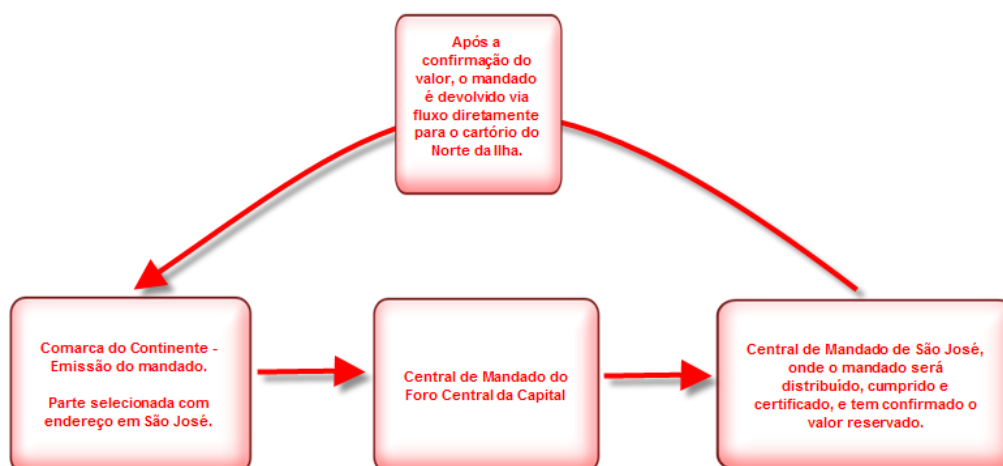 Após a
confirmação do
valor, o mandado
é devolvido via
fluxo diretamente
para o cartório do
Norte da Ilha.
Comarca do Continente -
Emissão do mandado.
Parte selecionada com
endereço em São José.
Central de Mandado do
Foro Central da Capital
Central de Mandado de São José,
onde o mandado será
distribuído, cumprido e
certificado, e tem confirmado o
valor reservado.